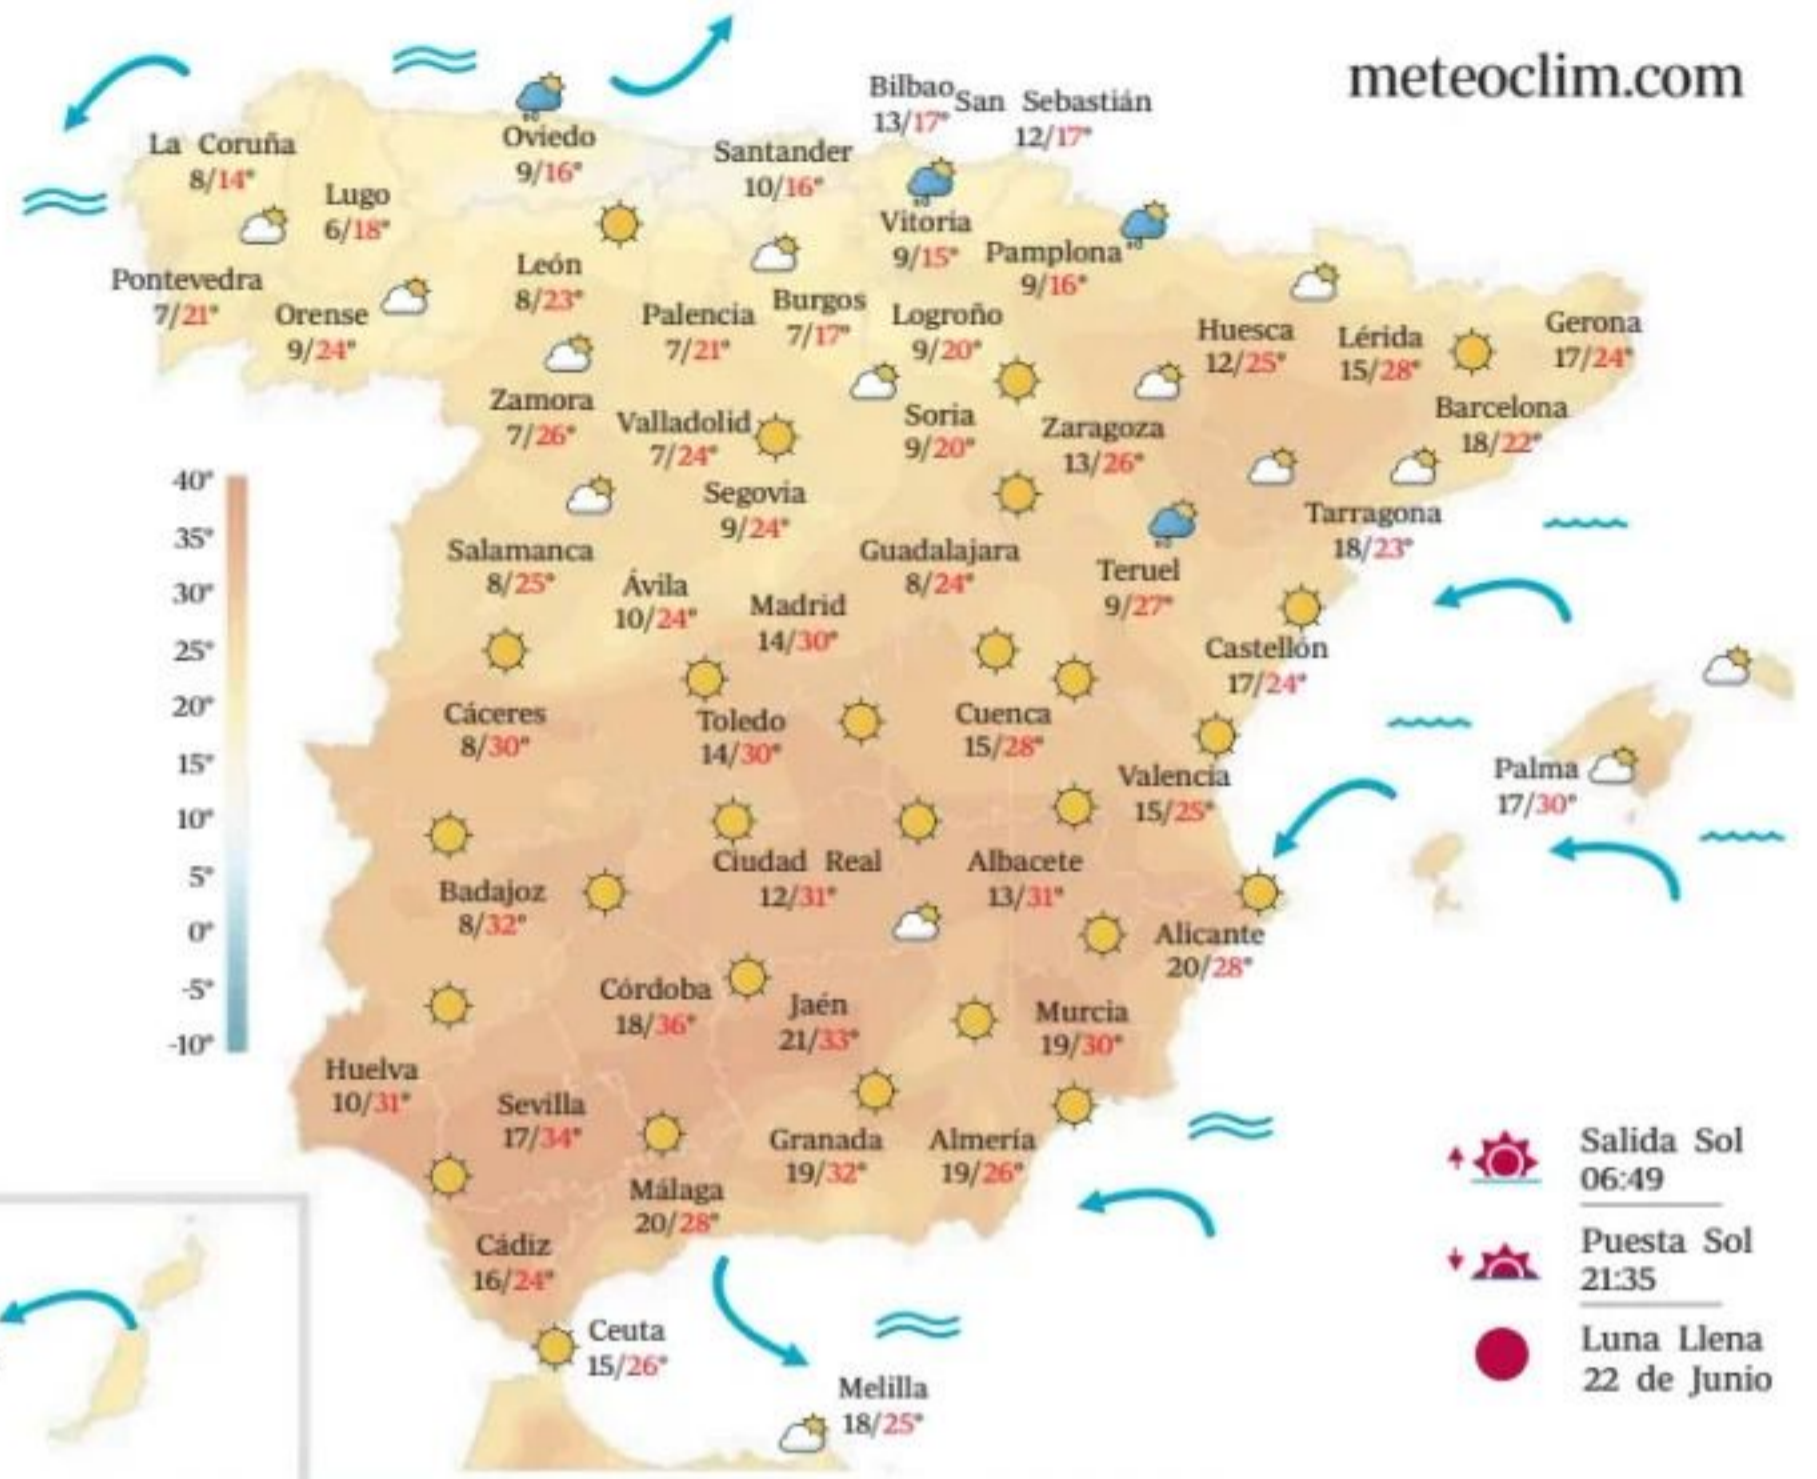 meteoclim.com
Bilbao
13/17°
San Sebastián
12/17°
La Coruña
8/14°
Oviedo
9/16°
Santander
10/16°
Lugo
6/18°
Vitoria
9/15°
Pamplona
9/16°
Pontevedra
7/21°
León
8/23°
Orense
9/24°
Palencia
7/21°
Burgos
7/17°
Logroño
9/20°
Huesca
12/25°
Lérida
15/28°
Gerona
17/24°
Zamora
7/26°
Valladolid
7/24°
Soria
9/20°
Zaragoza
13/26°
Barcelona
18/22°
Segovia
9/24°
Tarragona
18/23°
Salamanca
8/25°
Ávila
10/24°
Madrid
14/30°
Guadalajara
8/24°
Teruel
9/27°
Castellón
17/24°
Cáceres
8/30°
Toledo
14/30°
Cuenca
15/28°
Valencia
15/25°
Palma
17/30°
Badajoz
8/32°
Ciudad Real
12/31°
Albacete
13/31°
Alicante
20/28°
Córdoba
18/36°
Jaén
21/33°
Murcia
19/30°
Huelva
10/31°
Sevilla
17/34°
Granada
19/32°
Almería
19/26°
Málaga
20/28°
Cádiz
16/24°
Ceuta
15/26°
Melilla
18/25°
40°
35°
30°
25°
20°
15°
10°
5°
0°
-5°
-10°
Salida Sol
06:49
Puesta Sol
21:35
Luna Llena
22 de Junio